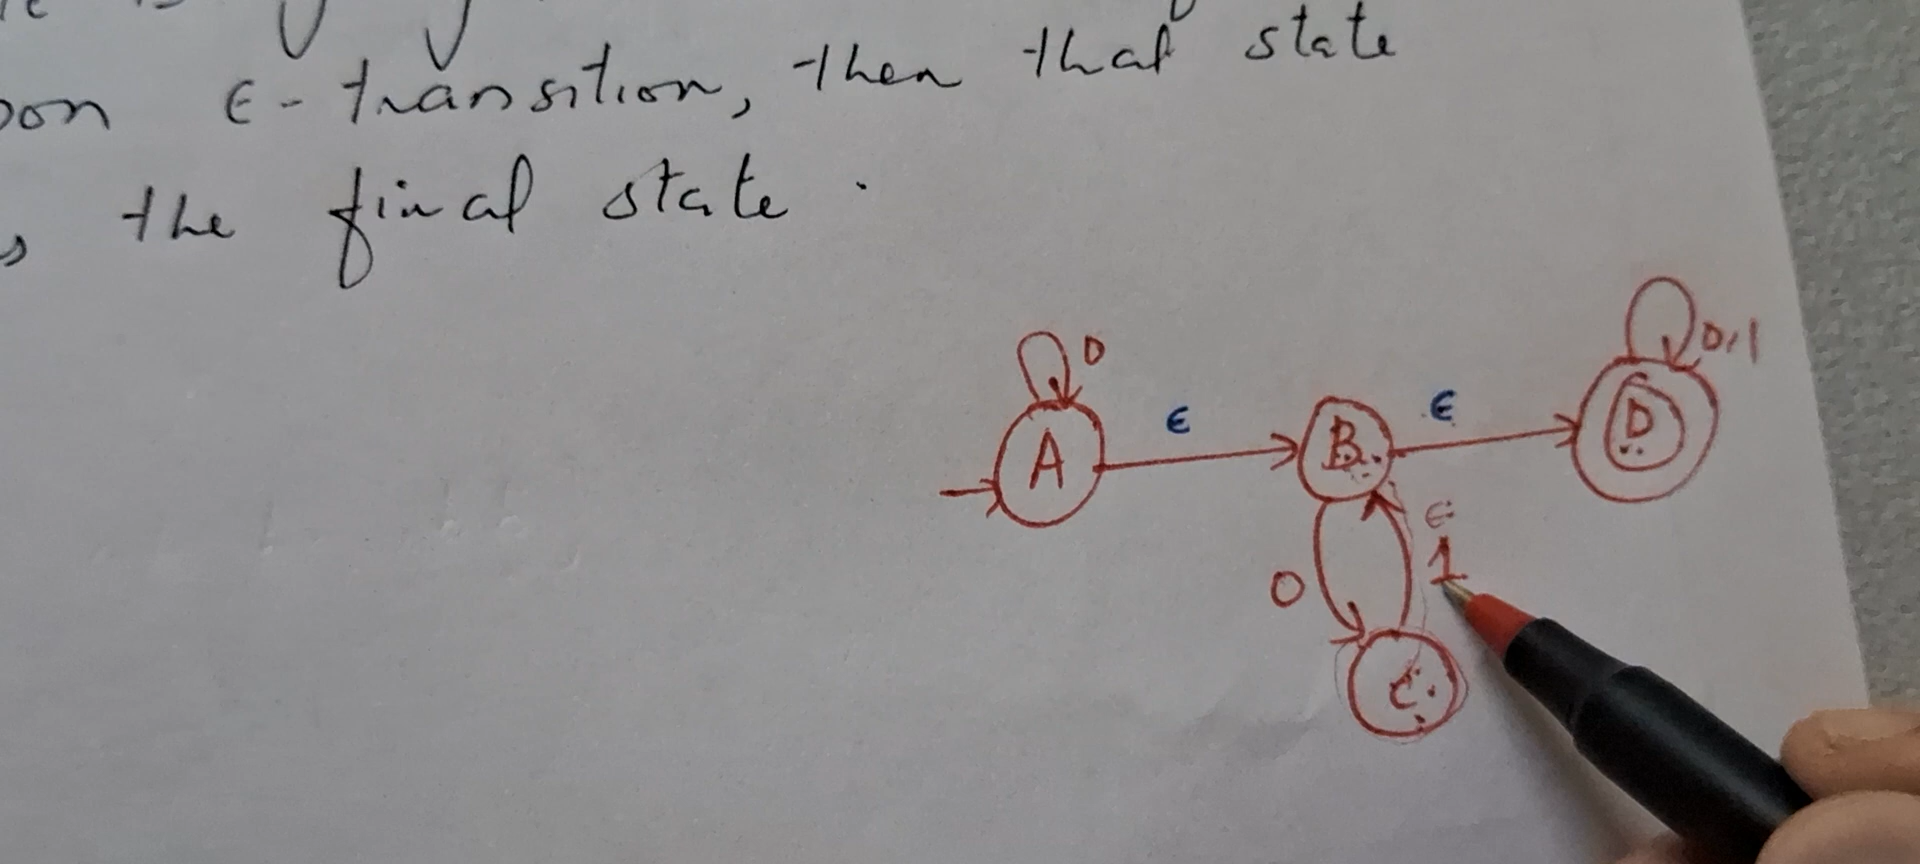 ϵ - transition, then that state
the final state .
0
0,1
ϵ
ϵ
A
B
D
ϵ
1
0
C